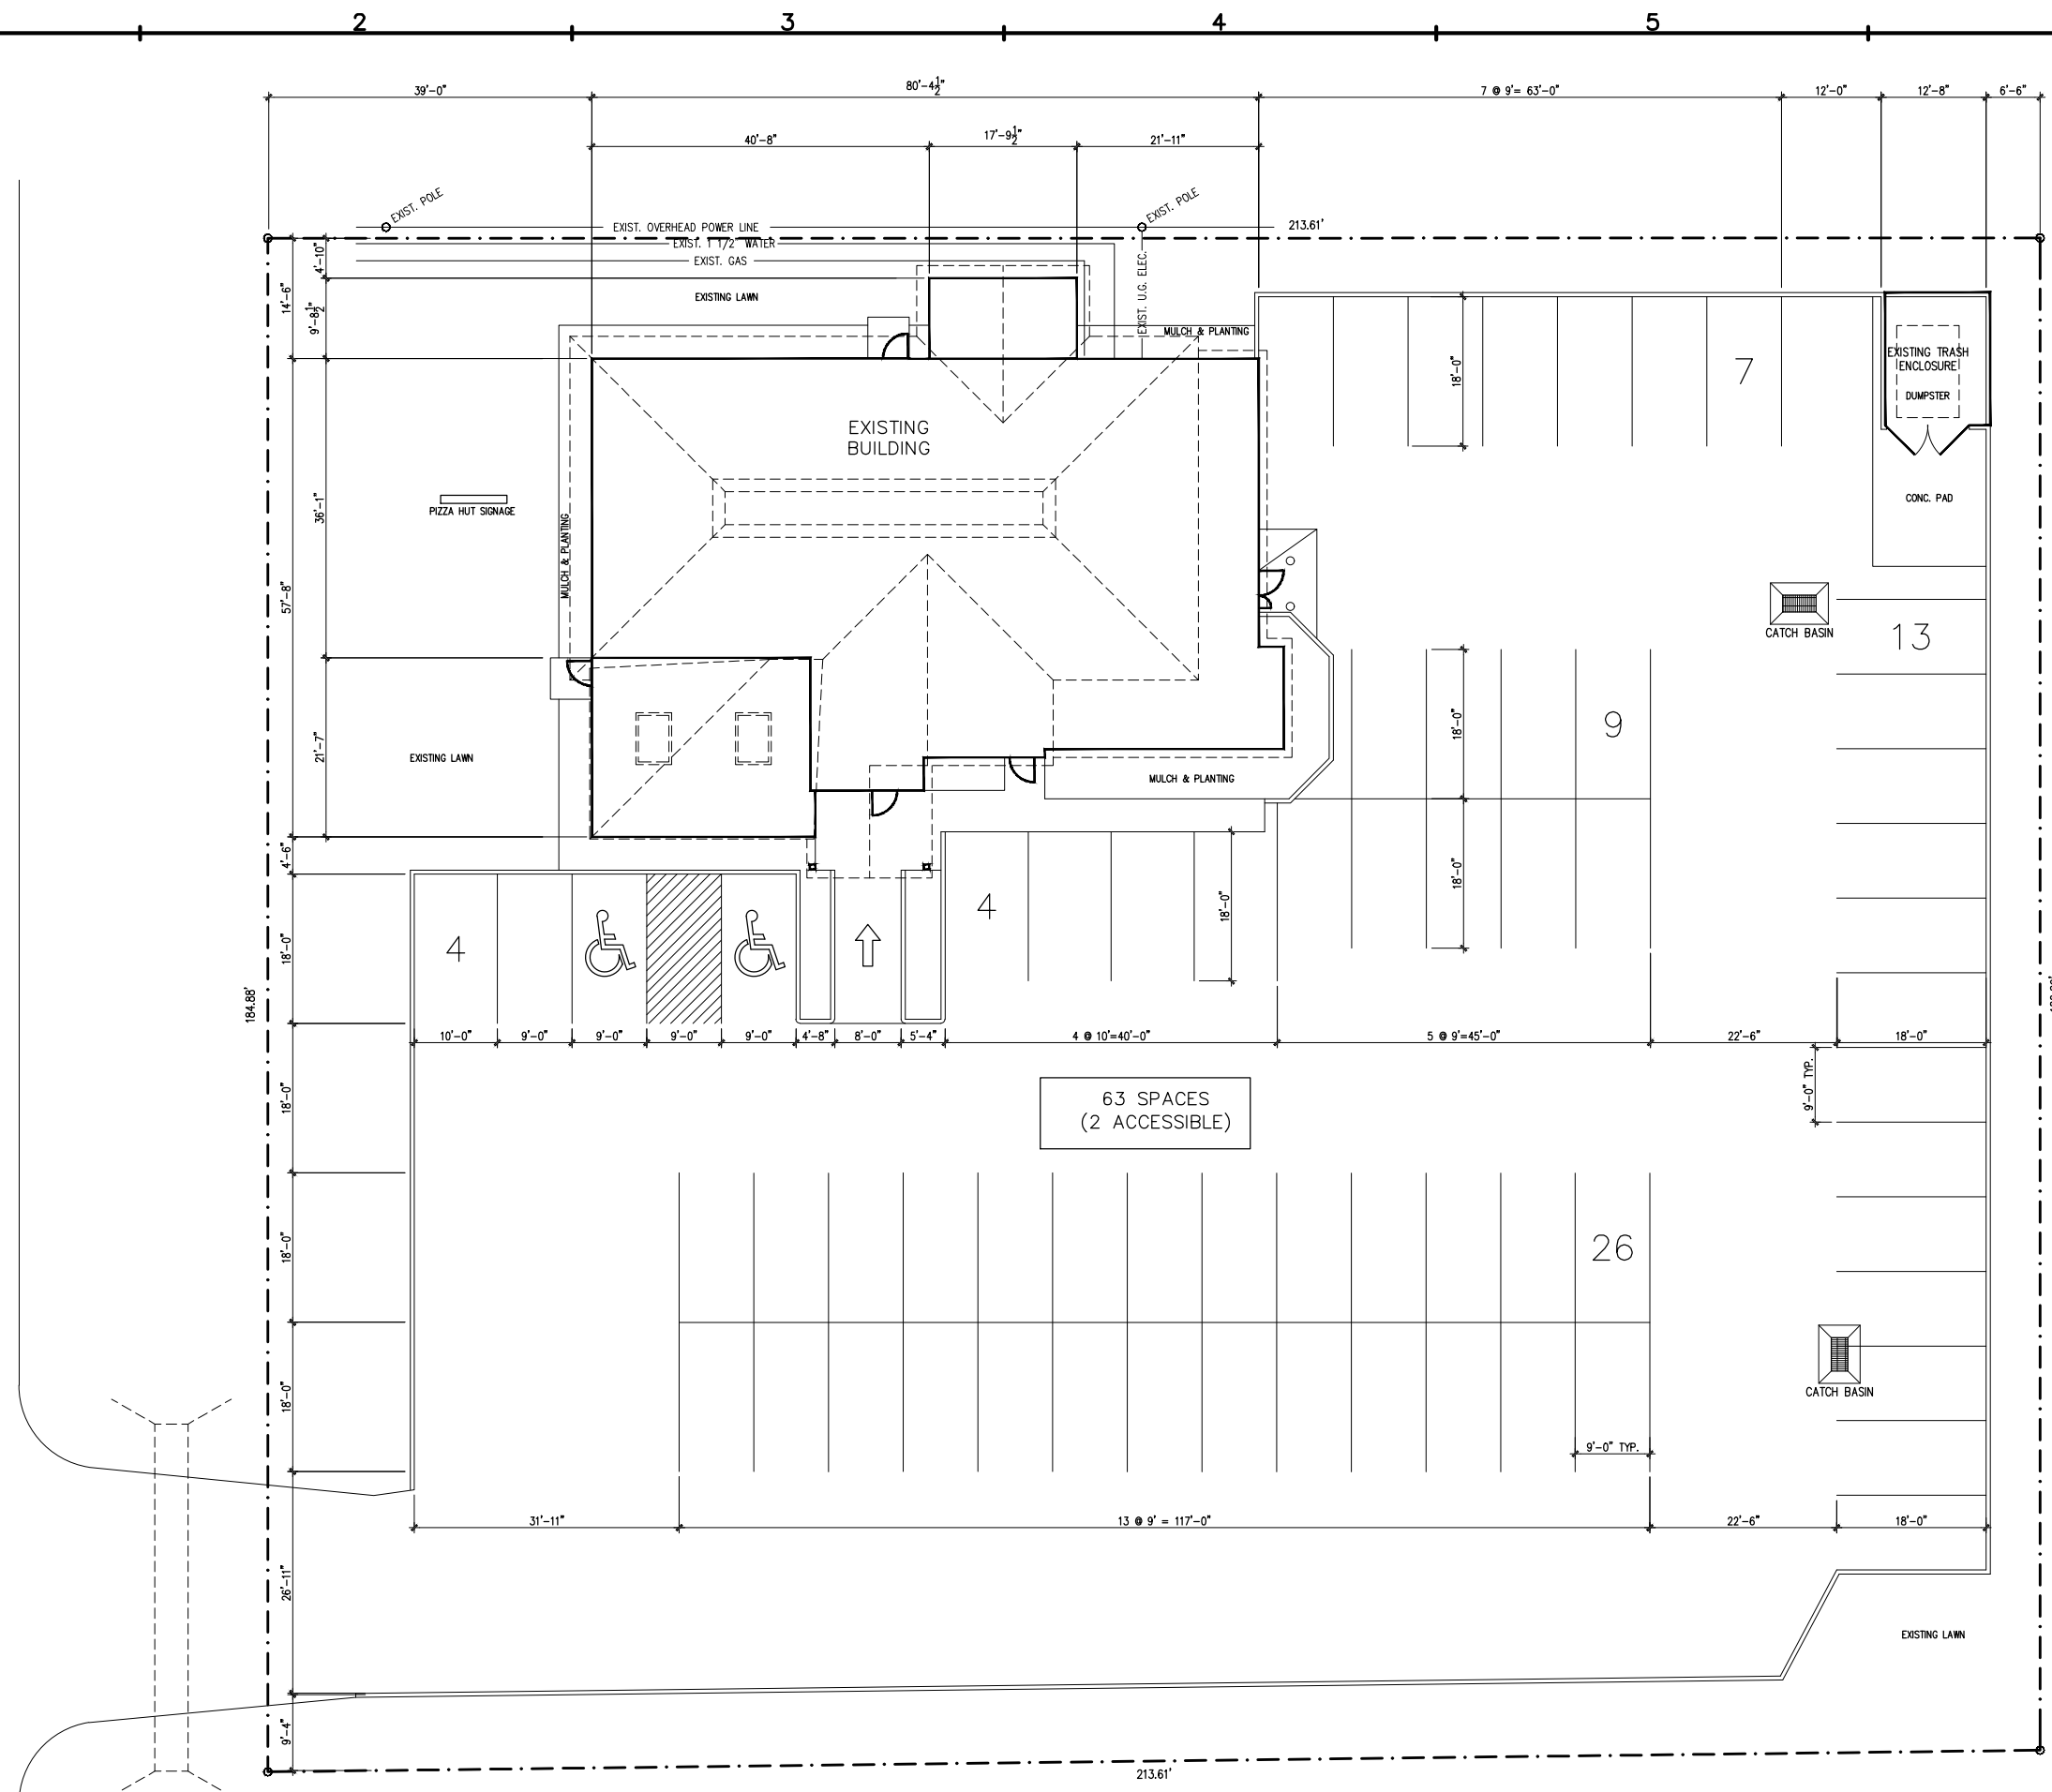 2
3
4
5
39'-0"
80'-4 1/2"
7 @ 9'= 63'-0"
12'-0"
12'-8"
6'-6"
40'-8"
17'-9 1/2"
21'-11"
EXIST. POLE
EXIST. POLE
EXIST. OVERHEAD POWER LINE
213.61'
EXIST. 1 1/2" WATER
EXIST. GAS
EXIST. U.G. ELEC.
4'-10"
14'-6"
9'-8 1/2"
EXISTING LAWN
MULCH & PLANTING
EXISTING TRASH
ENCLOSURE
DUMPSTER
7
18'-0"
EXISTING
BUILDING
CONC. PAD
PIZZA HUT SIGNAGE
36'-1"
MULCH & PLANTING
57'-8"
CATCH BASIN
13
9
18'-0"
21'-7"
EXISTING LAWN
MULCH & PLANTING
4'-6"
18'-0"
18'-0"
4
4
18'-0"
184.88'
10'-0"
9'-0"
9'-0"
9'-0"
9'-0"
4'-8"
8'-0"
5'-4"
4 @ 10'=40'-0"
5 @ 9'=45'-0"
22'-6"
18'-0"
9'-0" TYP.
18'-0"
63 SPACES
(2 ACCESSIBLE)
18'-0"
26
18'-0"
CATCH BASIN
9'-0" TYP.
31'-11"
13 @ 9' = 117'-0"
22'-6"
18'-0"
26'-11"
EXISTING LAWN
9'-4"
213.61'